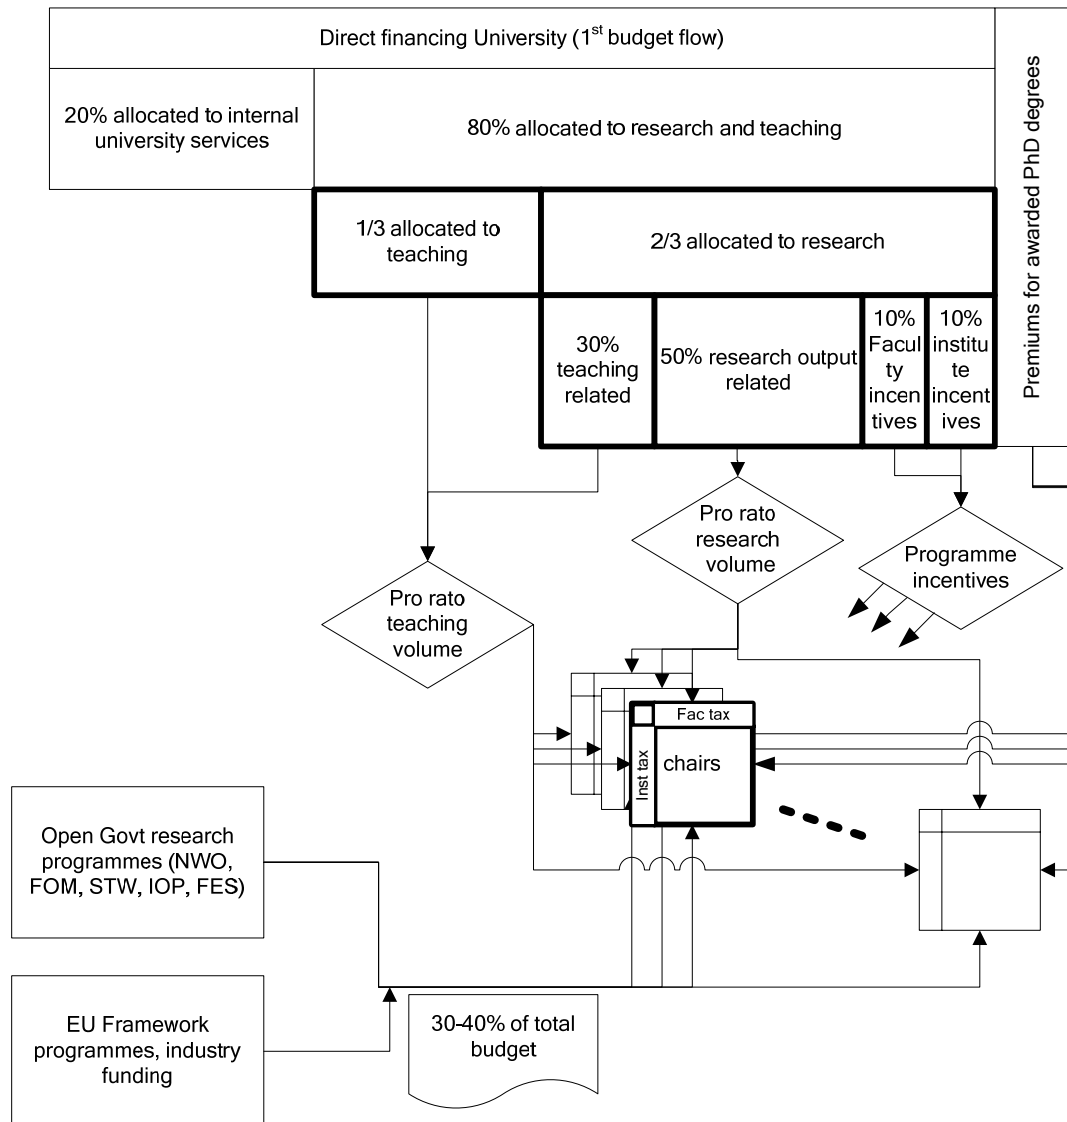 Direct financing University (1st budget flow)
Premiums for awarded PhD degrees
20% allocated to internal
university services
80% allocated to research and teaching
1/3 allocated to
teaching
2/3 allocated to research
30%
teaching
related
50% research output
related
10%
Facul
ty
incen
tives
10%
institu
te
incent
ives
Pro rato
research
volume
Programme
incentives
Pro rato
teaching
volume
Fac tax
Inst tax
chairs
Open Govt research
programmes (NWO,
FOM, STW, IOP, FES)
EU Framework
programmes, industry
funding
30-40% of total
budget